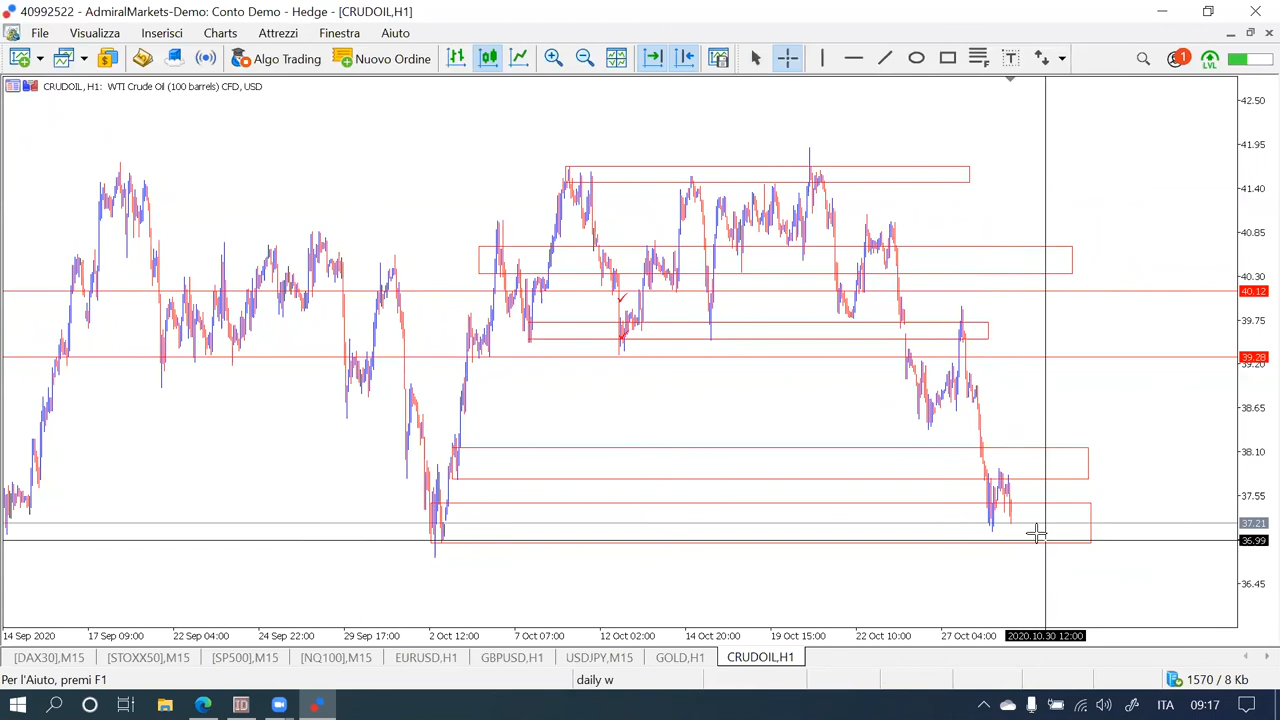 40992522 - AdmiralMarkets-Demo: Conto Demo - Hedge - [CRUDOIL,H1]
File Visualizza Inserisci Charts Attrezzi Finestra Aiuto
Algo Trading Nuovo Ordine 1 LVL
CRUDOIL, H1: WTI Crude Oil (100 barrels) CFD, USD
42.50
41.95
41.40
40.85
40.30
40.12
39.75
39.28
39.20
38.65
38.10
37.55
37.21
36.99
36.45
14 Sep 2020 17 Sep 09:00 22 Sep 04:00 24 Sep 22:00 29 Sep 17:00 2 Oct 12:00 7 Oct 07:00 12 Oct 02:00 14 Oct 20:00 19 Oct 15:00 22 Oct 10:00 27 Oct 04:00 2020.10.30 12:00
[DAX30],M15 [STOXX50],M15 [SP500],M15 [NQ100],M15 EURUSD,H1 GBPUSD,H1 USDJPY,M15 GOLD,H1 CRUDOIL,H1
Per l'Aiuto, premi F1 daily w 1570 / 8 Kb
ITA 09:17